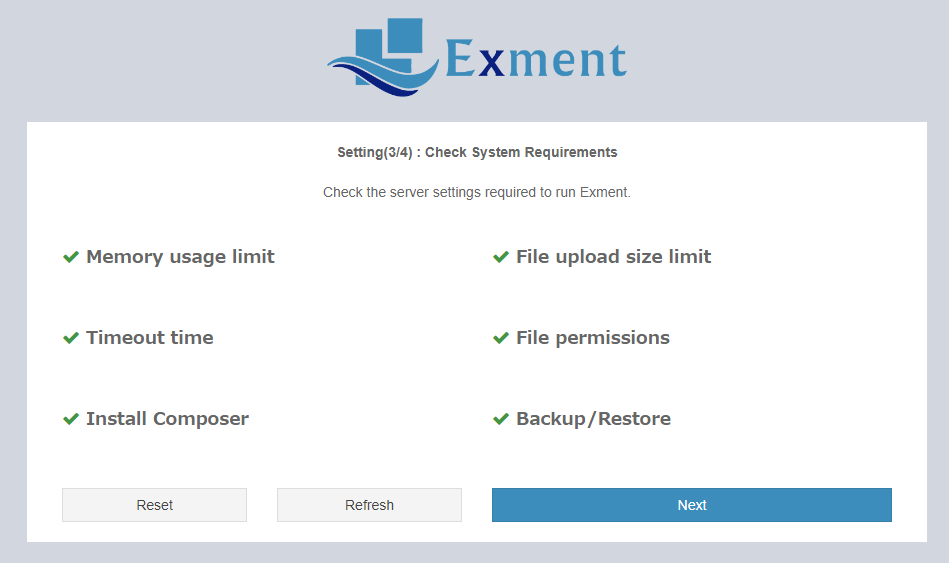 Exment
Setting(3/4) : Check System Requirements
Check the server settings required to run Exment.
Memory usage limit
File upload size limit
Timeout time
File permissions
Install Composer
Backup/Restore
Reset
Refresh
Next